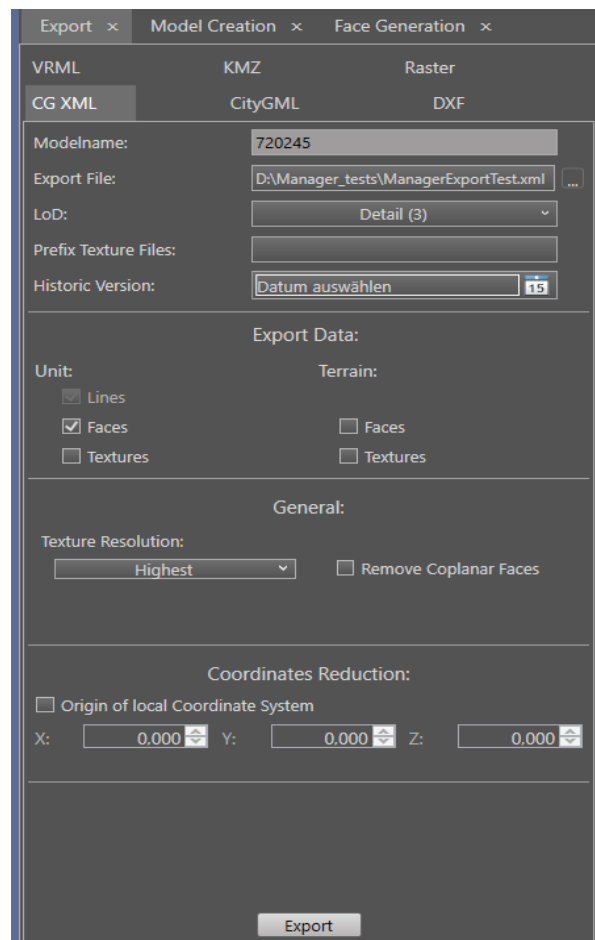 Export × Model Creation × Face Generation ×
VRML KMZ Raster
CG XML CityGML DXF
Modelname: 720245
Export File: D:\Manager_tests\ManagerExportTest.xml ...
LoD: Detail (3)
Prefix Texture Files:
Historic Version: Datum auswählen 15
Export Data:
Unit: Terrain:
Lines
Faces Faces
Textures Textures
General:
Texture Resolution:
Highest Remove Coplanar Faces
Coordinates Reduction:
Origin of local Coordinate System
X: 0.000 Y: 0.000 Z: 0.000
Export